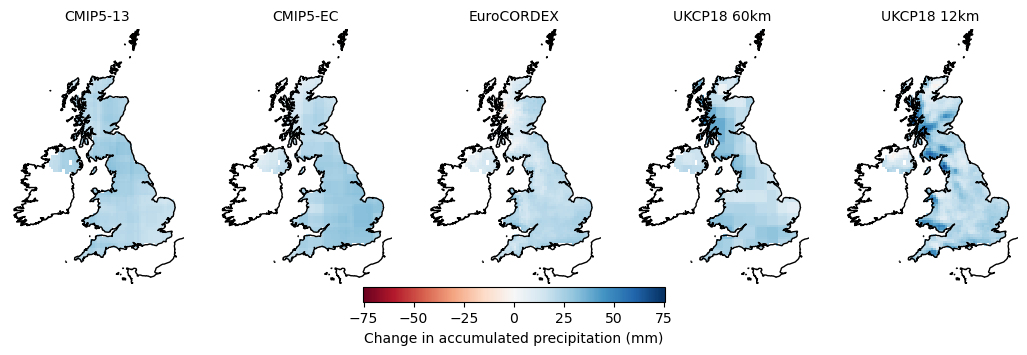 CMIP5-13 CMIP5-EC EuroCORDEX UKCP18 60km UKCP18 12km
−75 −50 −25 0 25 50 75
Change in accumulated precipitation (mm)